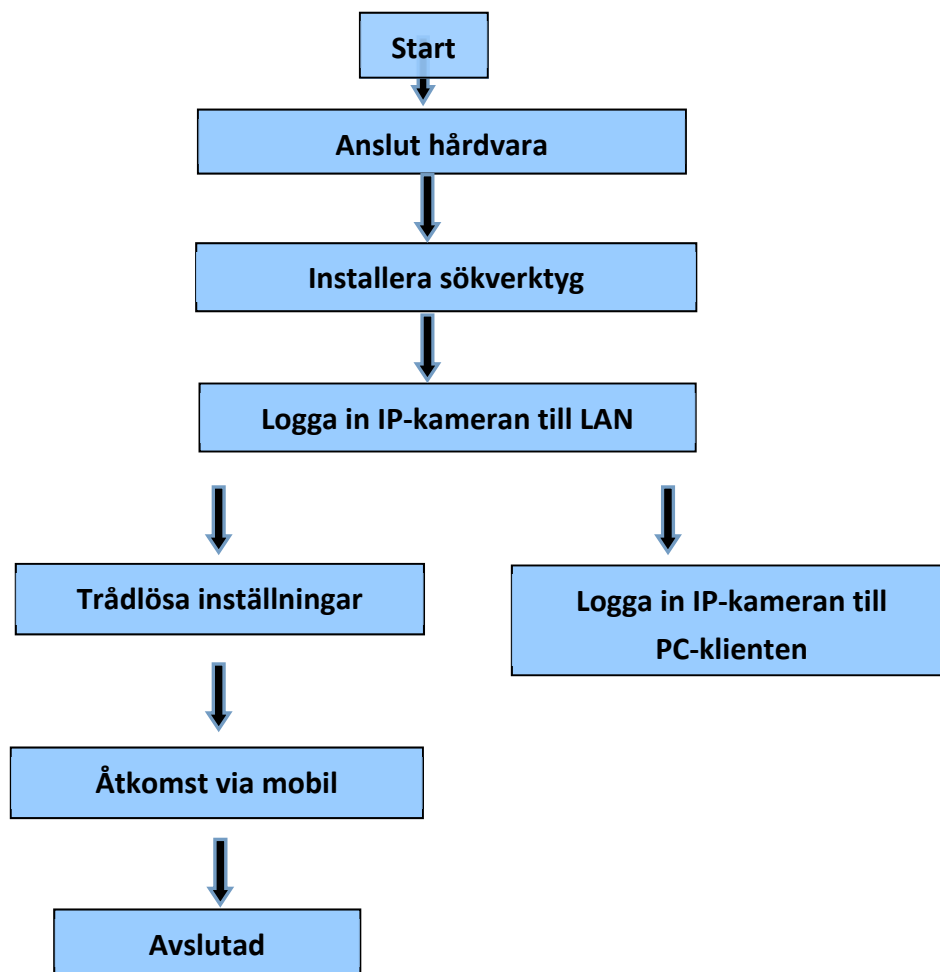 Start
Anslut hårdvara
Installera sökverktyg
Logga in IP-kameran till LAN
Trådlösa inställningar
Logga in IP-kameran till
PC-klienten
Åtkomst via mobil
Avslutad